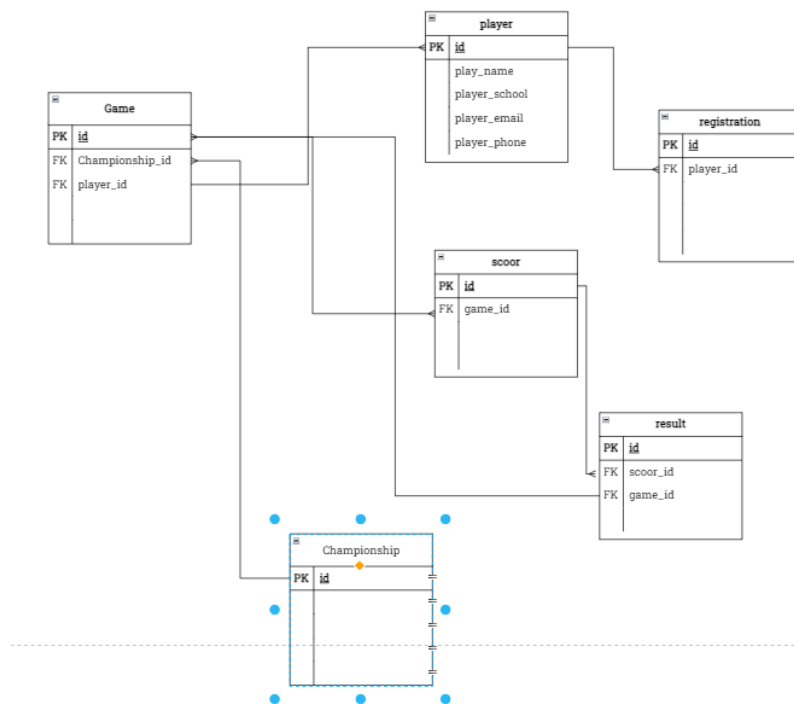 player
PK id
play_name
player_school
player_email
player_phone
Game
PK id
FK Championship_id
FK player_id
registration
PK id
FK player_id
scoor
PK id
FK game_id
result
PK id
FK scoor_id
FK game_id
Championship
PK id